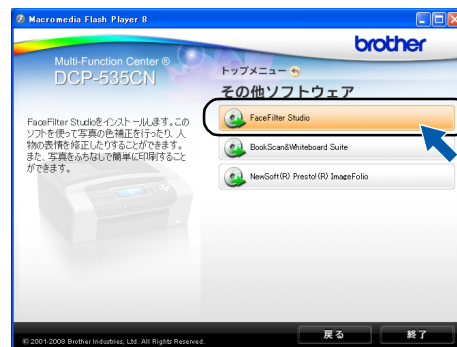 Macromedia Flash Player 8
brother
Multi-Function Center ®
DCP-535CN
トップメニュー
その他ソフトウェア
FaceFilter Studioをインストールします。この
ソフトを使って写真の色補正を行ったり、人
物の表情を修正したりすることができます。
また、写真をふちなしで簡単に印刷すること
ができます。
FaceFilter Studio
BookScan&Whiteboard Suite
NewSoft(R) Presto!(R) ImageFolio
© 2001-2008 Brother Industries, Ltd. All Rights Reserved.
戻る
終了